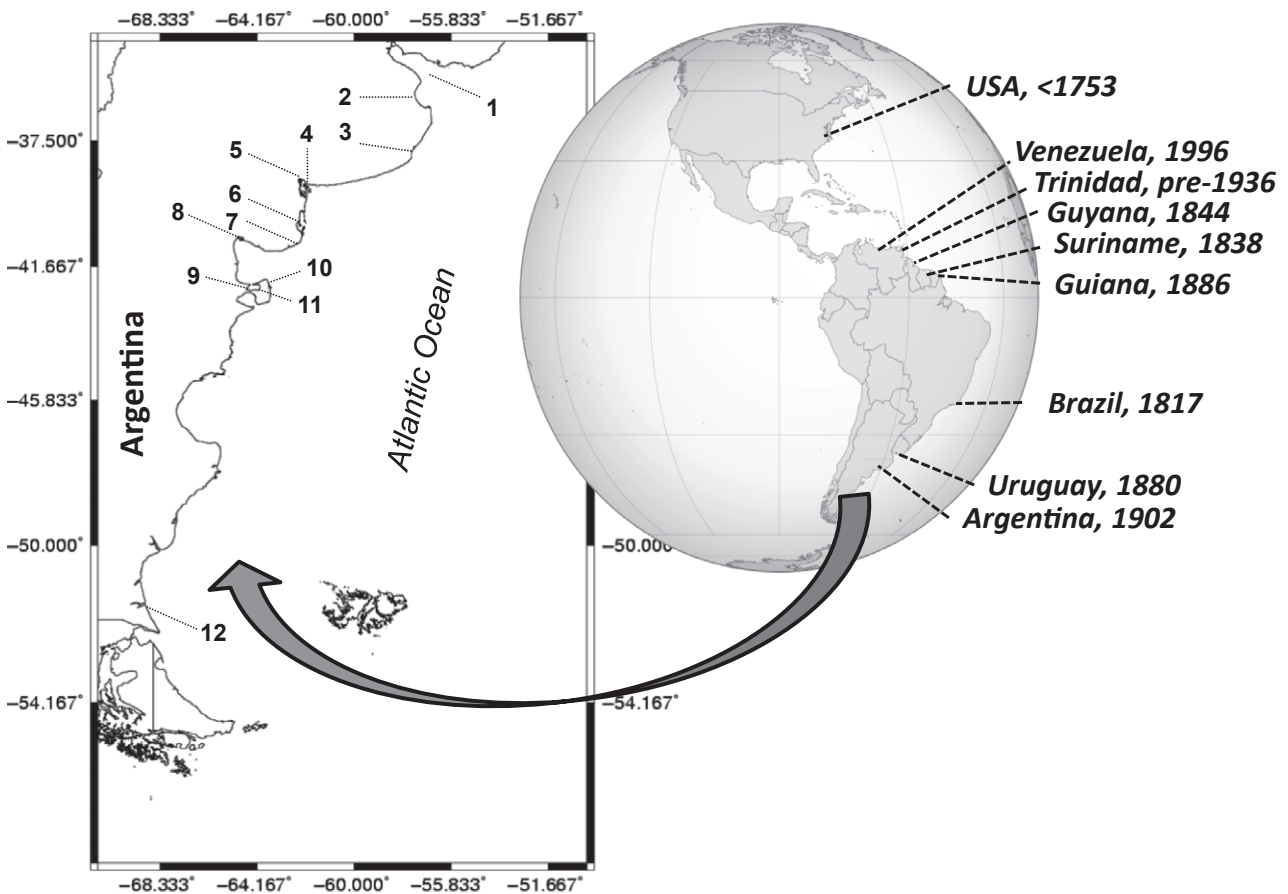 −68.333° −64.167° −60.000° −55.833° −51.667°
USA, <1753
2
1
−37.500°
3
4
5
Venezuela, 1996
Trinidad, pre-1936
6
8
7
Guyana, 1844
Suriname, 1838
−41.667°
9
10
11
Guiana, 1886
Argentina
Atlantic Ocean
−45.833°
Brazil, 1817
Uruguay, 1880
Argentina, 1902
−50.000°
−50.000
12
−54.167°
−54.167°
−68.333° −64.167° −60.000° −55.833° −51.667°